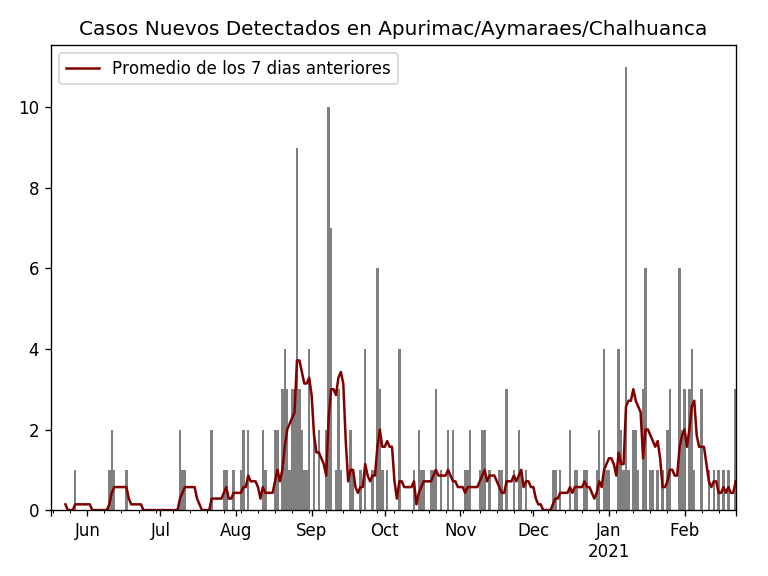 Casos Nuevos Detectados en Apurimac/Aymaraes/Chalhuanca
Promedio de los 7 dias anteriores
10
8
6
4
2
0
Jun Jul Aug Sep Oct Nov Dec Jan Feb
2021